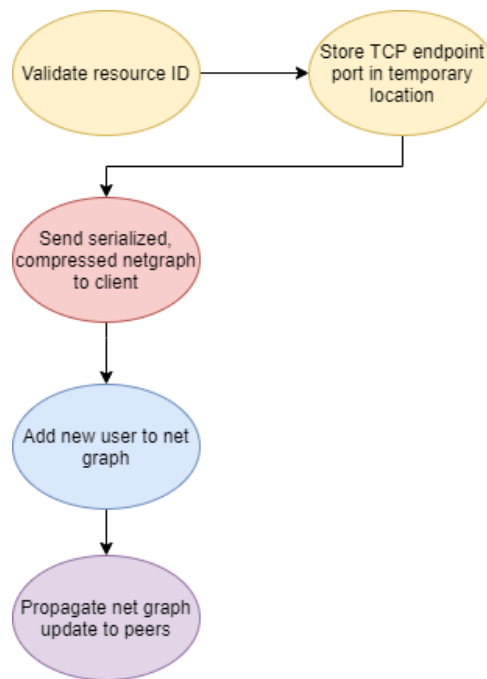 Validate resource ID
Store TCP endpoint
port in temporary
location
Send serialized,
compressed netgraph
to client
Add new user to net
graph
Propagate net graph
update to peers